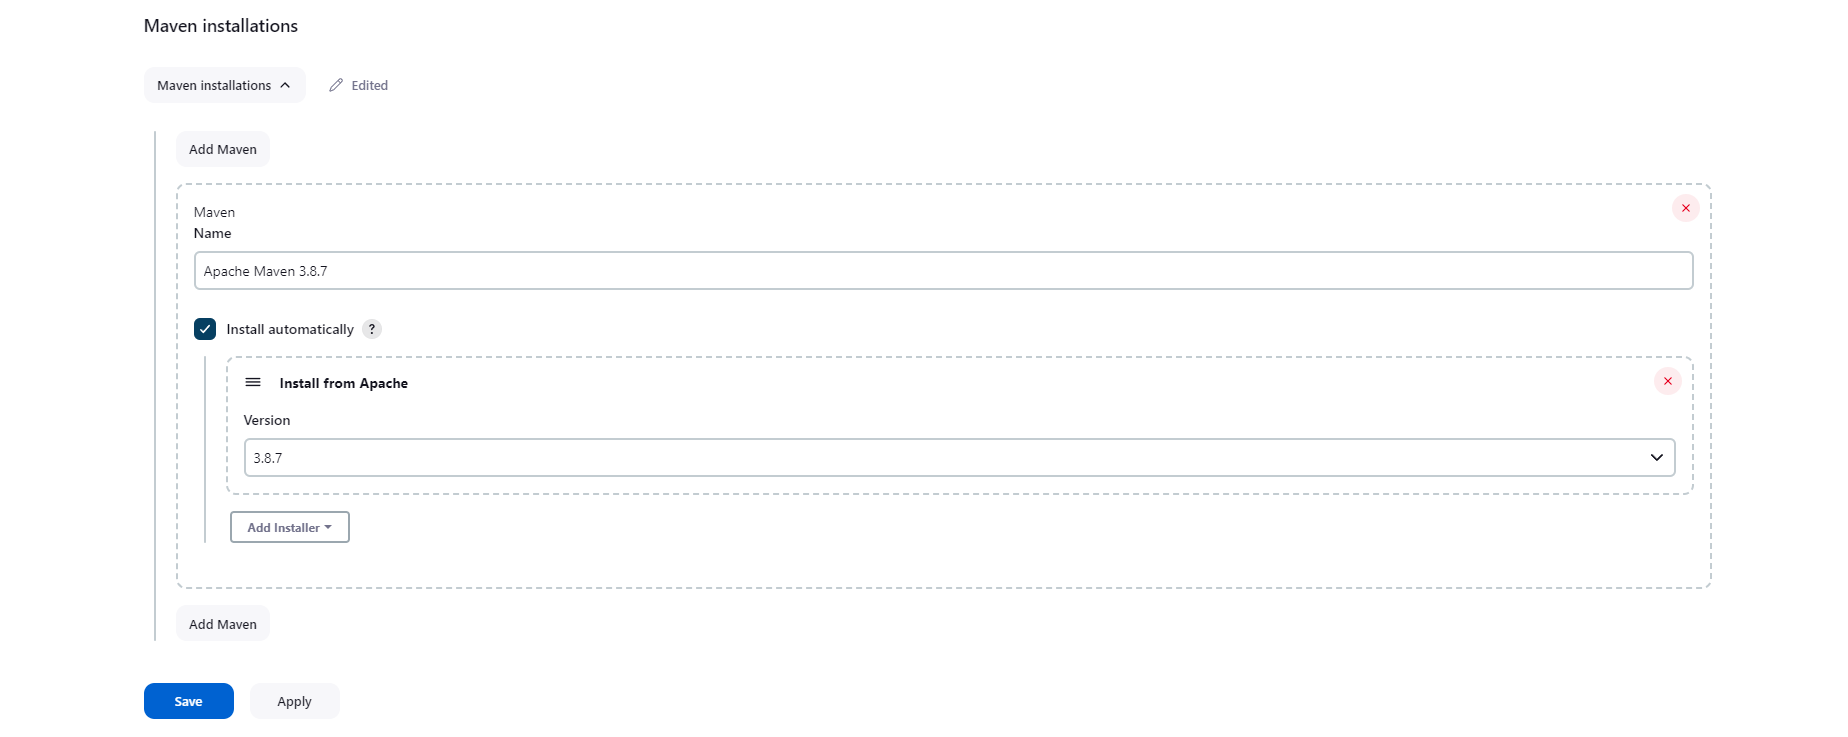 Maven installations
Maven installations
Edited
Add Maven
Maven
Name
Apache Maven 3.8.7
Install automatically ?
Install from Apache
Version
3.8.7
Add Installer
Add Maven
Save
Apply